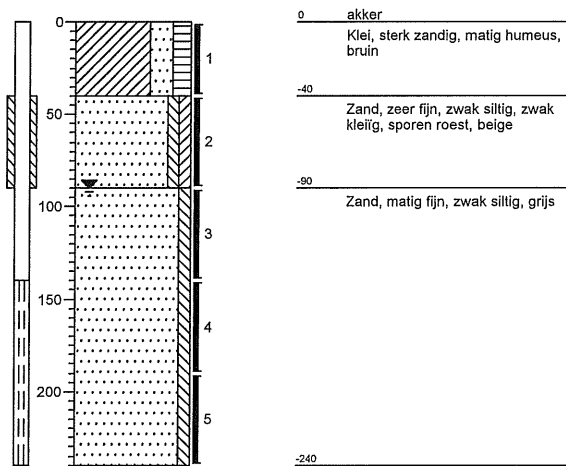 0
50
100
150
200
1
2
3
4
5
0 akker
Klei, sterk zandig, matig humeus,
bruin
-40
Zand, zeer fijn, zwak siltig, zwak
kleiïg, sporen roest, beige
-90
Zand, matig fijn, zwak siltig, grijs
-240